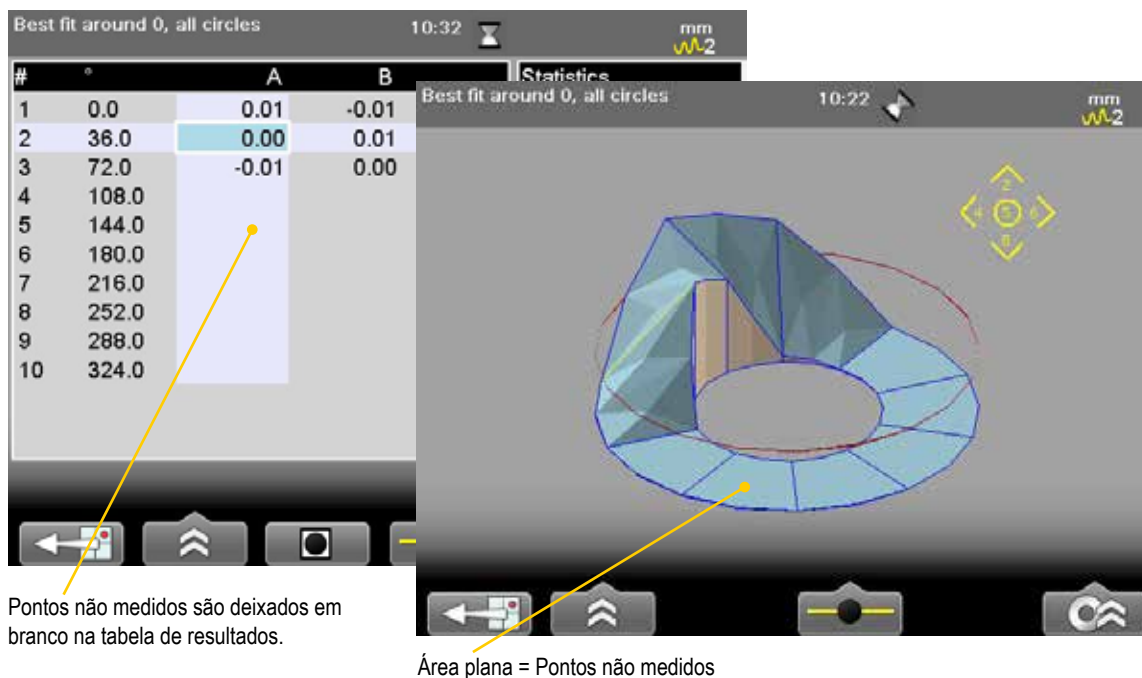 Best fit around 0, all circles 10:32 mm
2
# ° A B Statistics
1 0.0 0.01 -0.01
2 36.0 0.00 0.01
3 72.0 -0.01 0.00
4 108.0
5 144.0
6 180.0
7 216.0
8 252.0
9 288.0
10 324.0
Best fit around 0, all circles 10:22 mm
2
2
4 5 6
8
Pontos não medidos são deixados em
branco na tabela de resultados.
Área plana = Pontos não medidos